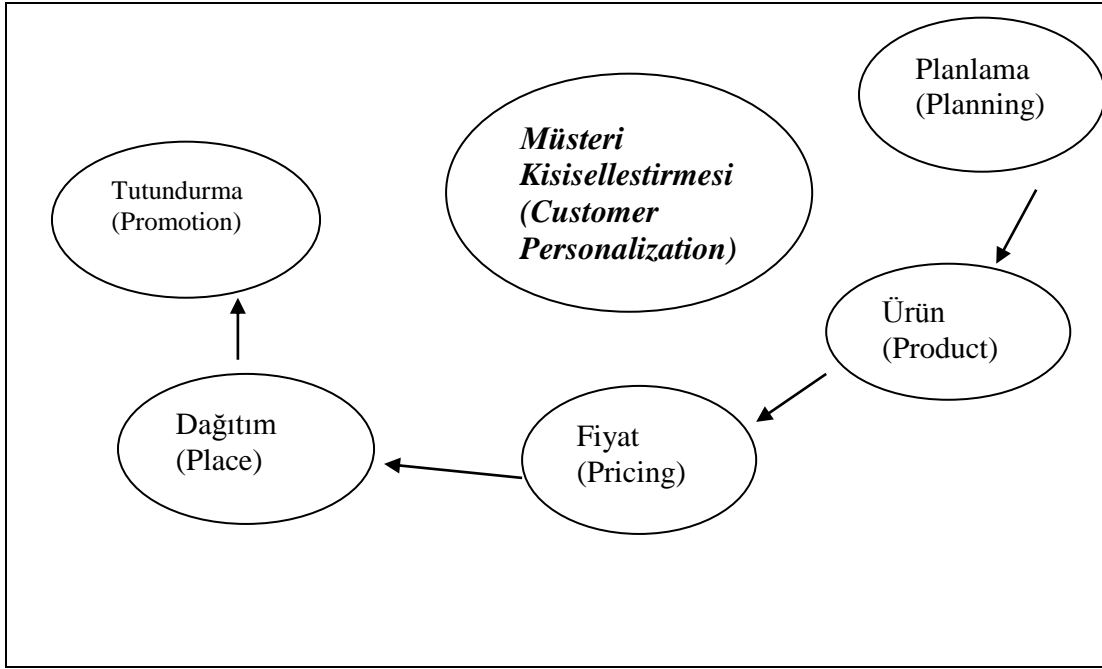 Planlama
(Planning)
Müsteri
Kisisellestirmesi
(Customer
Personalization)
Tutundurma
(Promotion)
Ürün
(Product)
Dağıtım
(Place)
Fiyat
(Pricing)